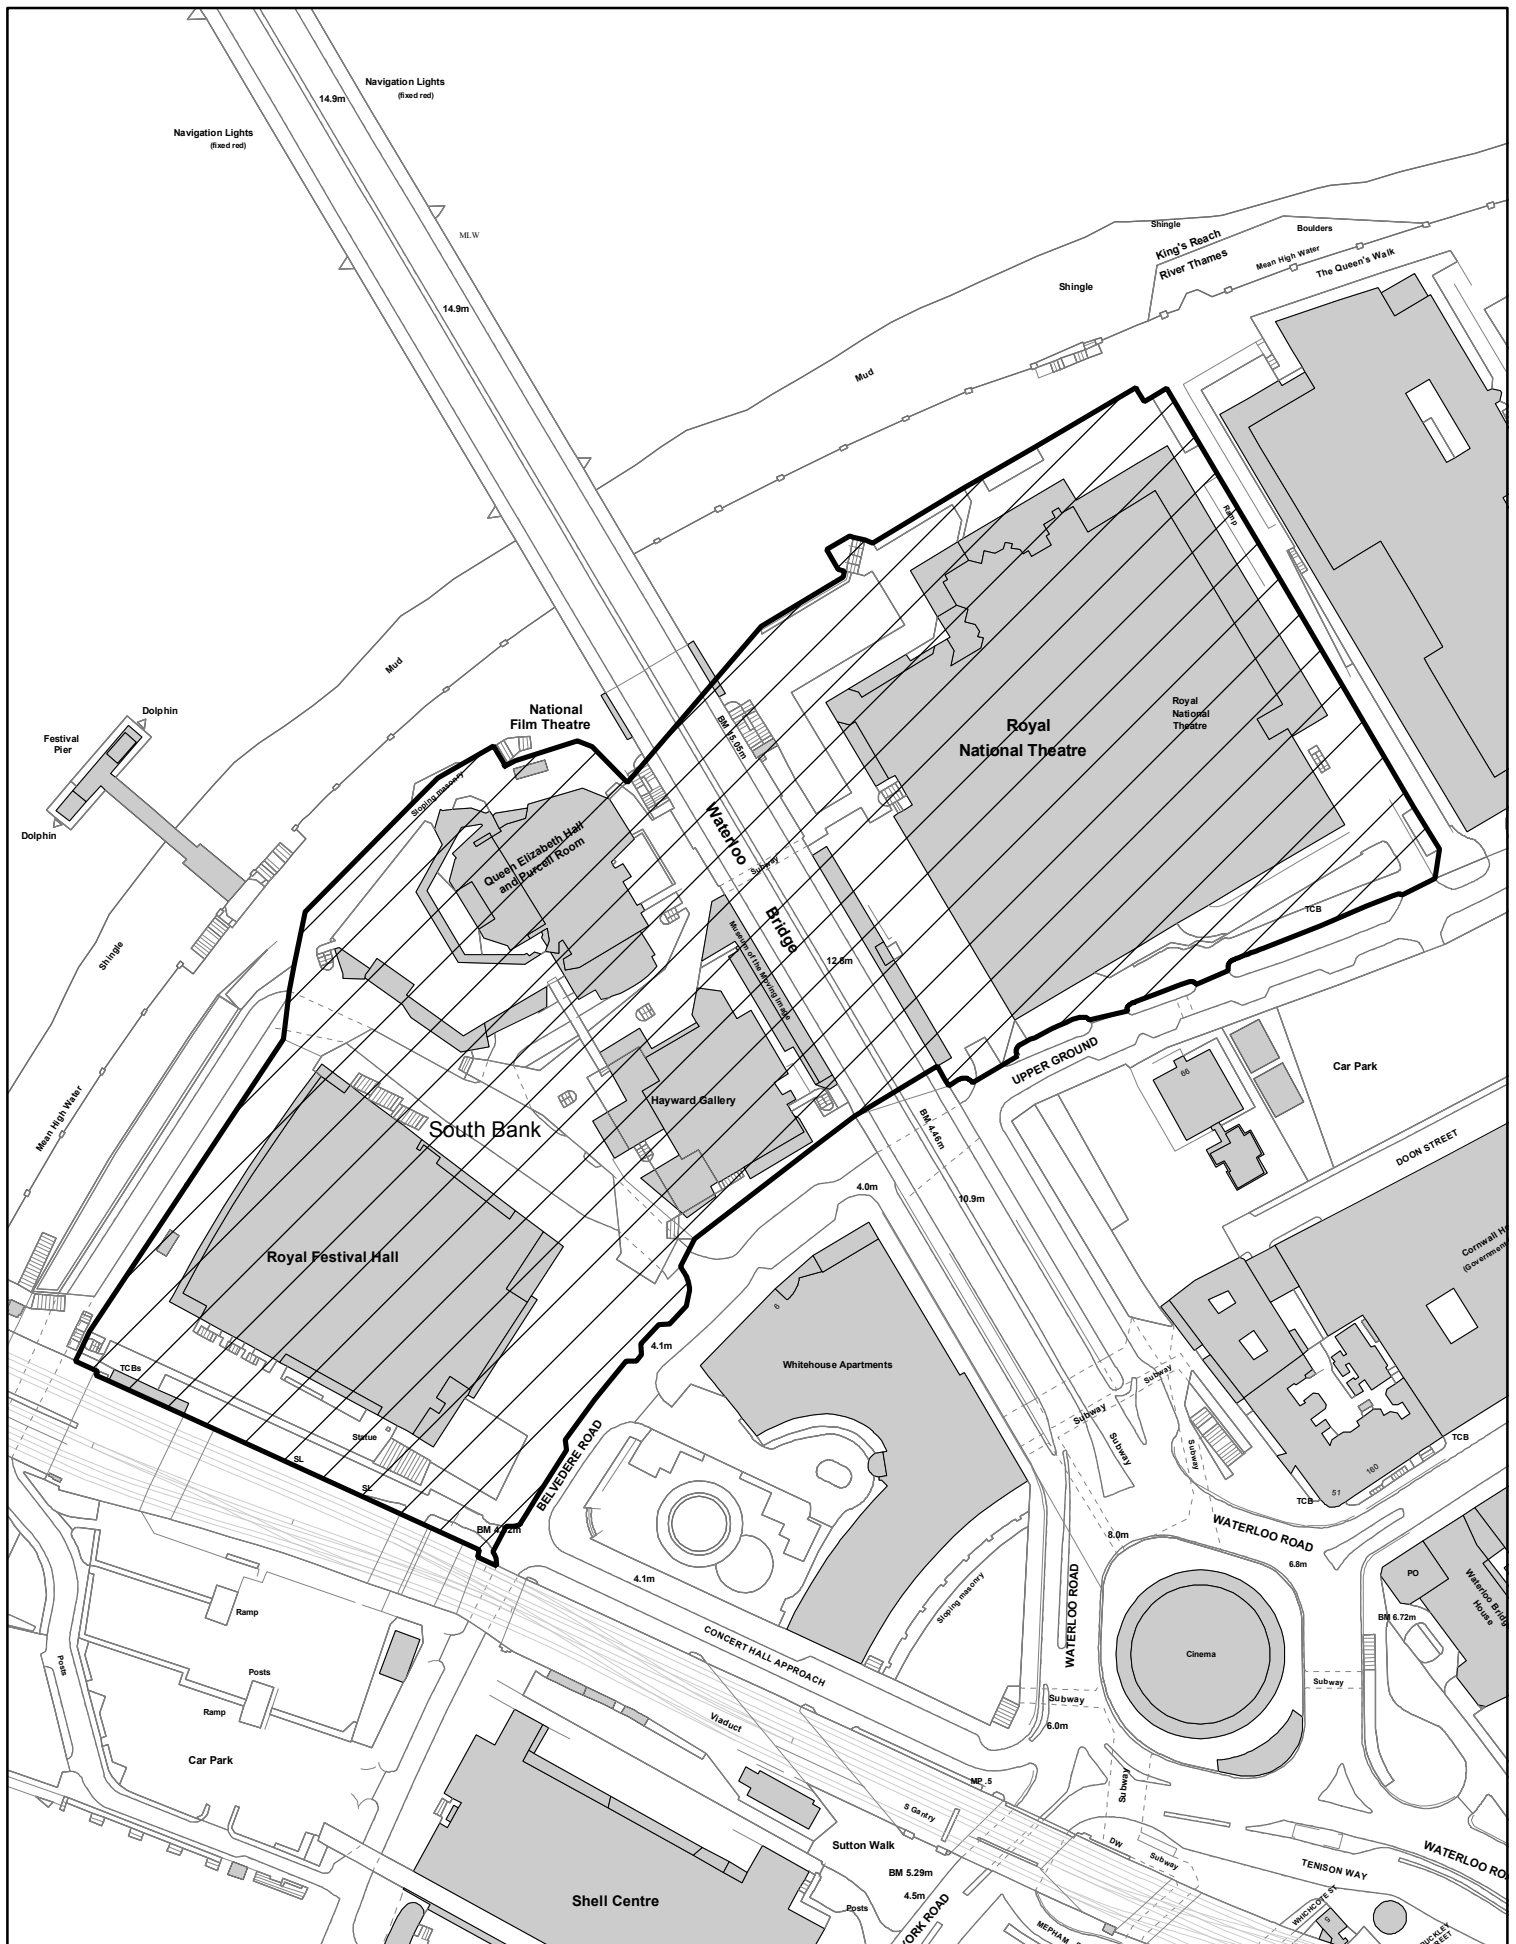 Navigation Lights
(fixed red)
14.9m
Navigation Lights
(fixed red)
MLW
14.9m
Shingle
King's Reach
River Thames
Boulders
Mean High Water
The Queen's Walk
Shingle
Mud
Ramp
Mud
National
Film Theatre
Dolphin
Festival
Pier
Dolphin
Royal
National Theatre
Royal
National
Theatre
BM 15.05m
Sloping masonry
Waterloo
Bridge
Subway
Queen Elizabeth Hall
and Purcell Room
Museum of the Moving Image
12.8m
TCB
Shingle
Mean High Water
Hayward Gallery
South Bank
UPPER GROUND
66
Car Park
BM 4.46m
DOON STREET
4.0m
10.9m
Royal Festival Hall
Cornwall H
(Government
6
4.1m
Whitehouse Apartments
TCBs
Subway
Subway
Subway
Subway
Statue
SL
SL
BELVEDERE ROAD
TCB
160
51
TCB
WATERLOO ROAD
8.0m
6.8m
4.1m
Sloping masonry
WATERLOO ROAD
PO
Waterloo Bridg
House
BM 6.72m
Ramp
CONCERT HALL APPROACH
Cinema
Posts
Posts
Ramp
Subway
Subway
6.0m
Viaduct
Car Park
MP .5
Subway
S Gantry
Sutton Walk
DW
Subway
WATERLOO RO
TENISON WAY
BM 5.29m
4.5m
Shell Centre
Posts
YORK ROAD
MEPHAM
WHICHCOTE ST
5